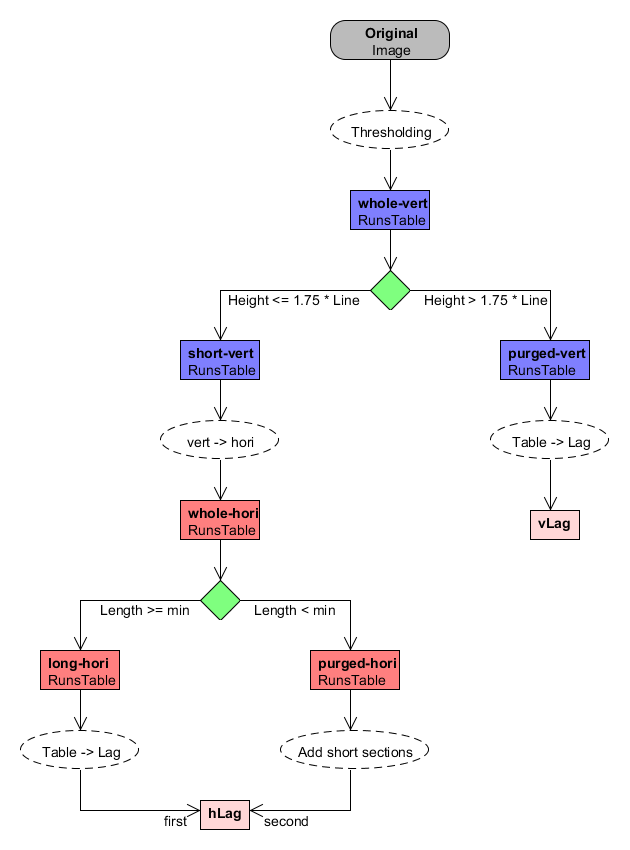 Original
Image
Thresholding
whole-vert
RunsTable
Height <= 1.75 * Line
Height > 1.75 * Line
short-vert
RunsTable
purged-vert
RunsTable
vert -> hori
Table -> Lag
whole-hori
RunsTable
vLag
Length >= min
Length < min
long-hori
RunsTable
purged-hori
RunsTable
Table -> Lag
Add short sections
hLag
first
second